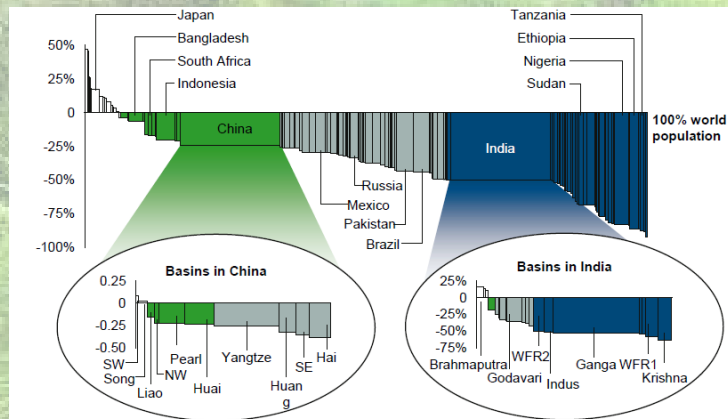 Japan
Tanzania
Bangladesh
Ethiopia
South Africa
Nigeria
Indonesia
Sudan
50%
25%
0
-25%
-50%
-75%
-100%
China
India
100% world
population
Russia
Mexico
Pakistan
Brazil
Basins in China
0.25
0
-0.25
-0.50
SW
Song
Liao
NW
Pearl
Huai
Yangtze
Huan
g
SE
Hai
Basins in India
25%
0
-25%
-50%
-75%
Brahmaputra
Godavari
WFR2
Indus
Ganga
WFR1
Krishna